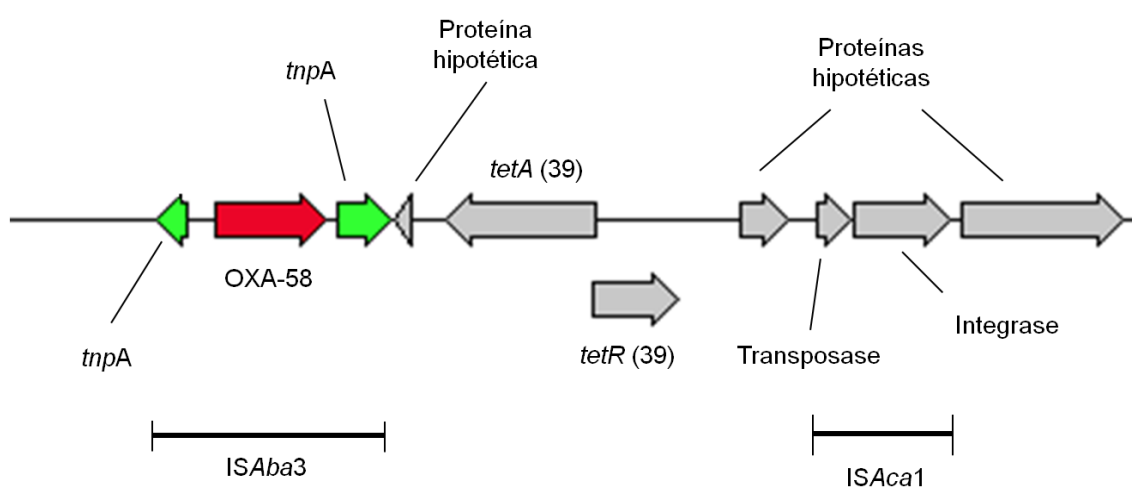 Proteína
hipotética
Proteínas
hipotéticas
tnpA
tetA (39)
OXA-58
tnpA
tetR (39)
Transposase
Integrase
ISAba3
ISAca1